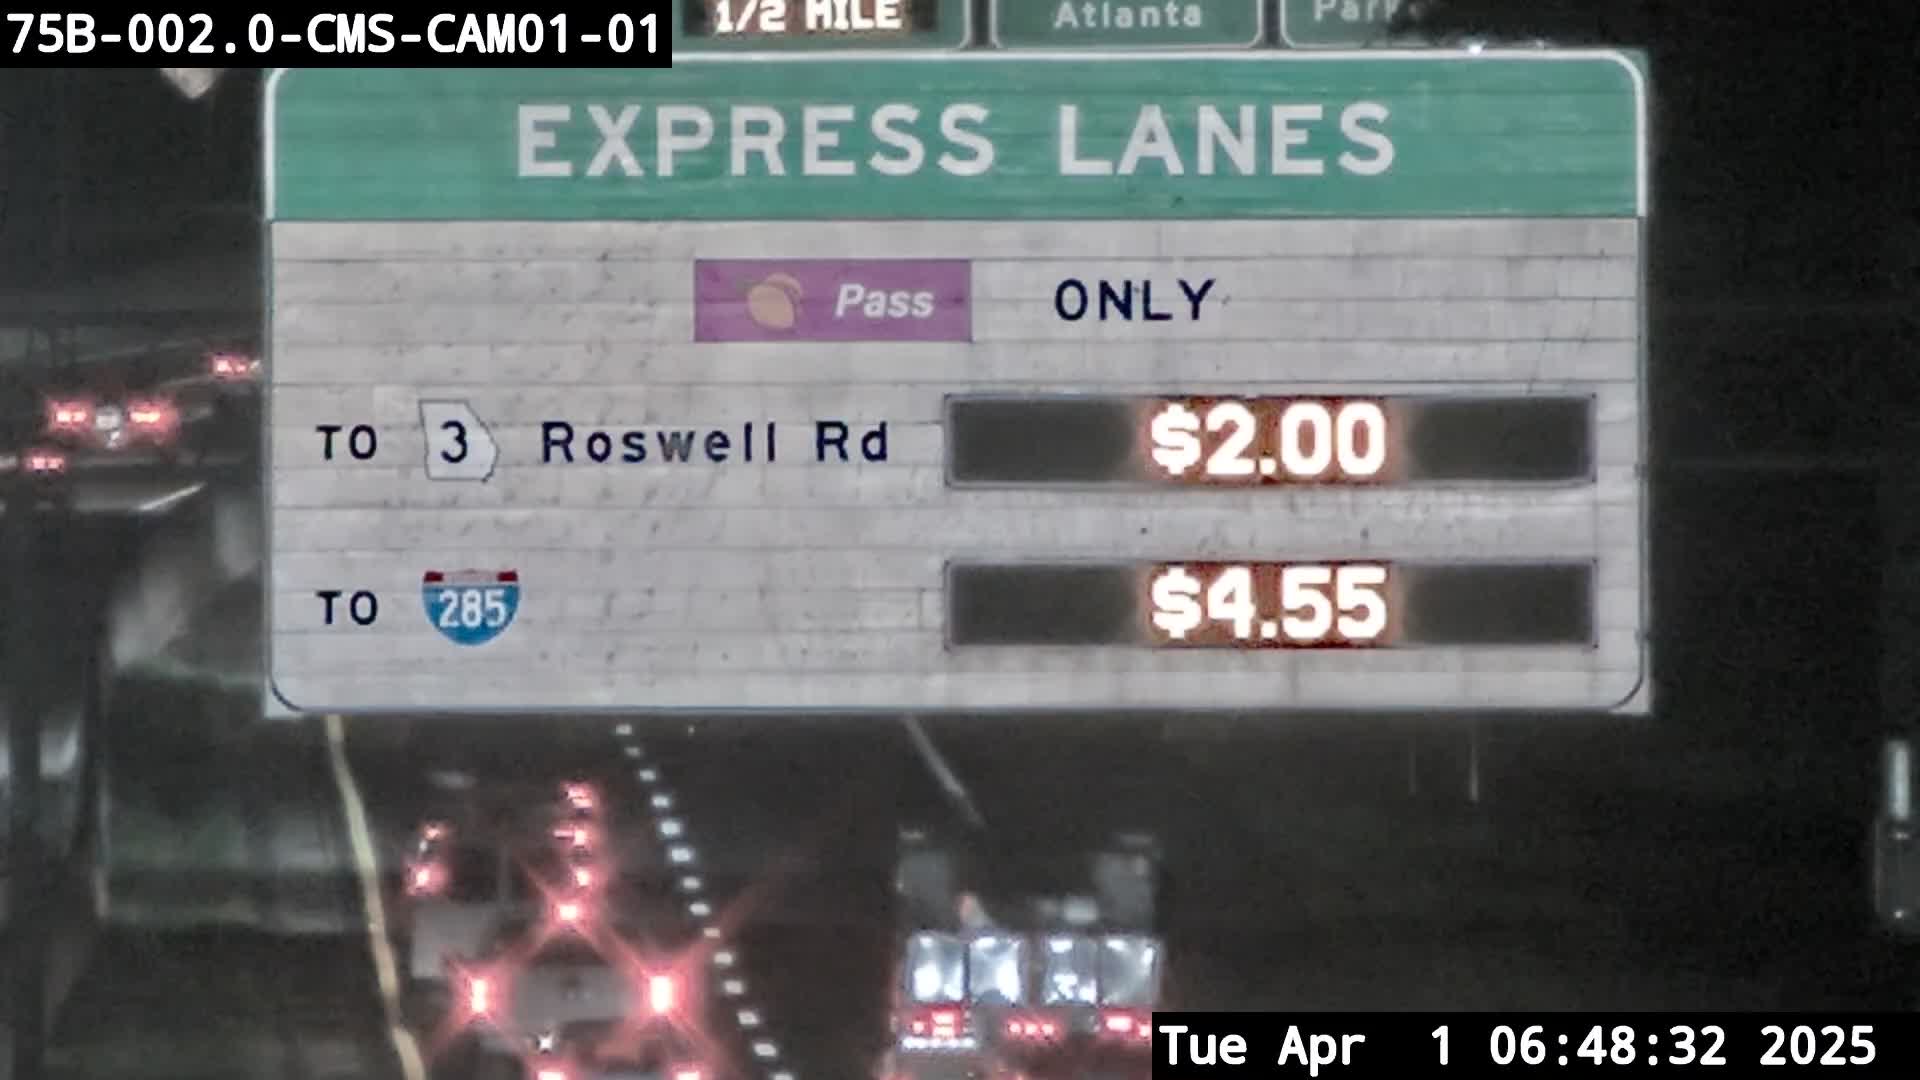 75B-002.0-CMS-CAM01-01
1/2 MILE
Atlanta
Park
EXPRESS LANES
Pass ONLY
TO 3 Roswell Rd $2.00
TO 285 $4.55
Tue Apr 1 06:48:32 2025